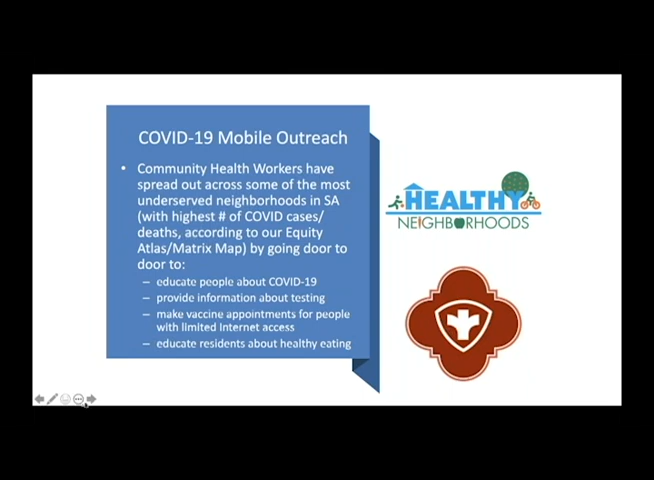 COVID-19 Mobile Outreach
• Community Health Workers have
spread out across some of the most
underserved neighborhoods in SA
(with highest # of COVID cases/
deaths, according to our Equity
Atlas/Matrix Map) by going door to
door to:
– educate people about COVID-19
– provide information about testing
– make vaccine appointments for people
with limited Internet access
– educate residents about healthy eating
HEALTHY
NEIGHBORHOODS